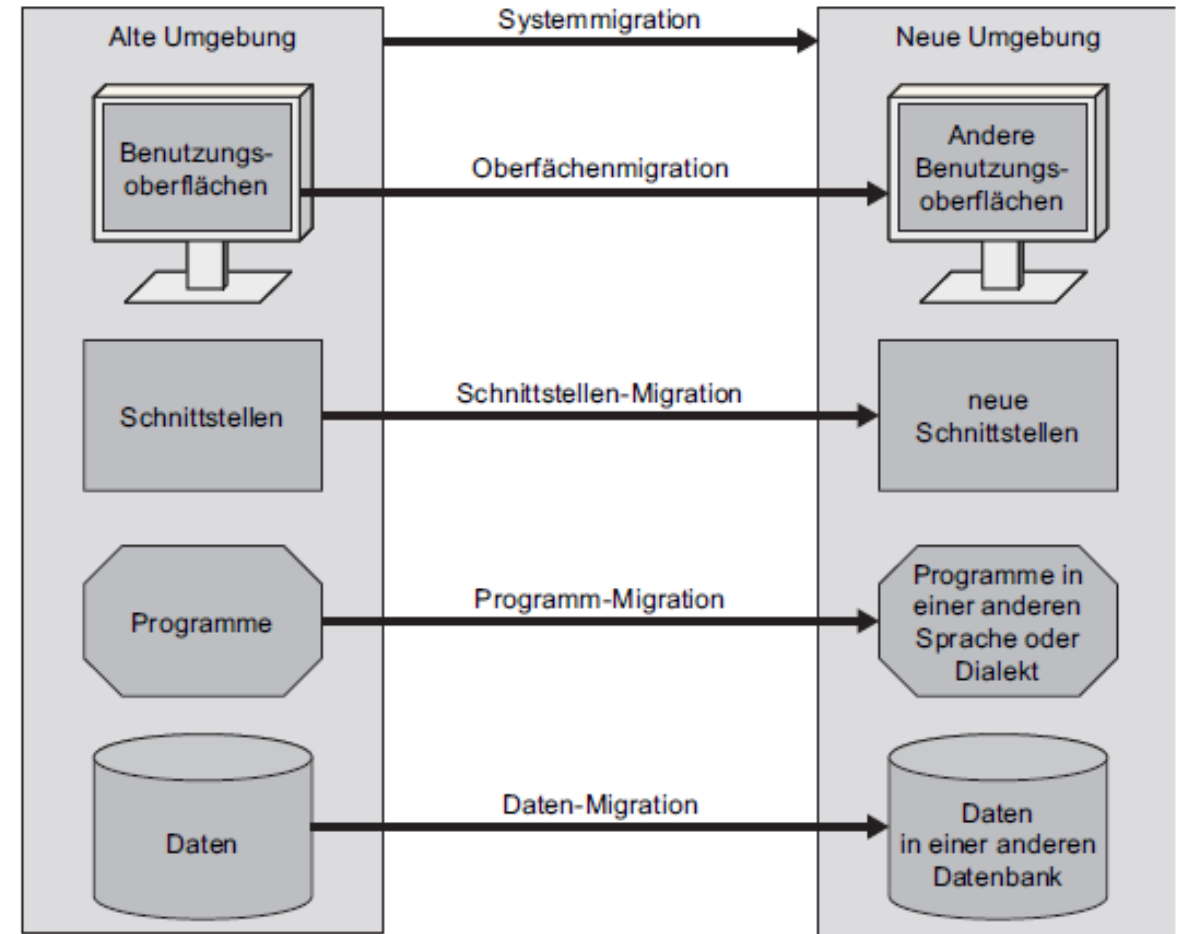 Systemmigration
Alte Umgebung
Neue Umgebung
Benutzungs-
oberflächen
Oberfächenmigration
Andere
Benutzungs-
oberflächen
Schnittstellen
Schnittstellen-Migration
neue
Schnittstellen
Programme
Programm-Migration
Programme in
einer anderen
Sprache oder
Dialekt
Daten
Daten-Migration
Daten
in einer anderen
Datenbank